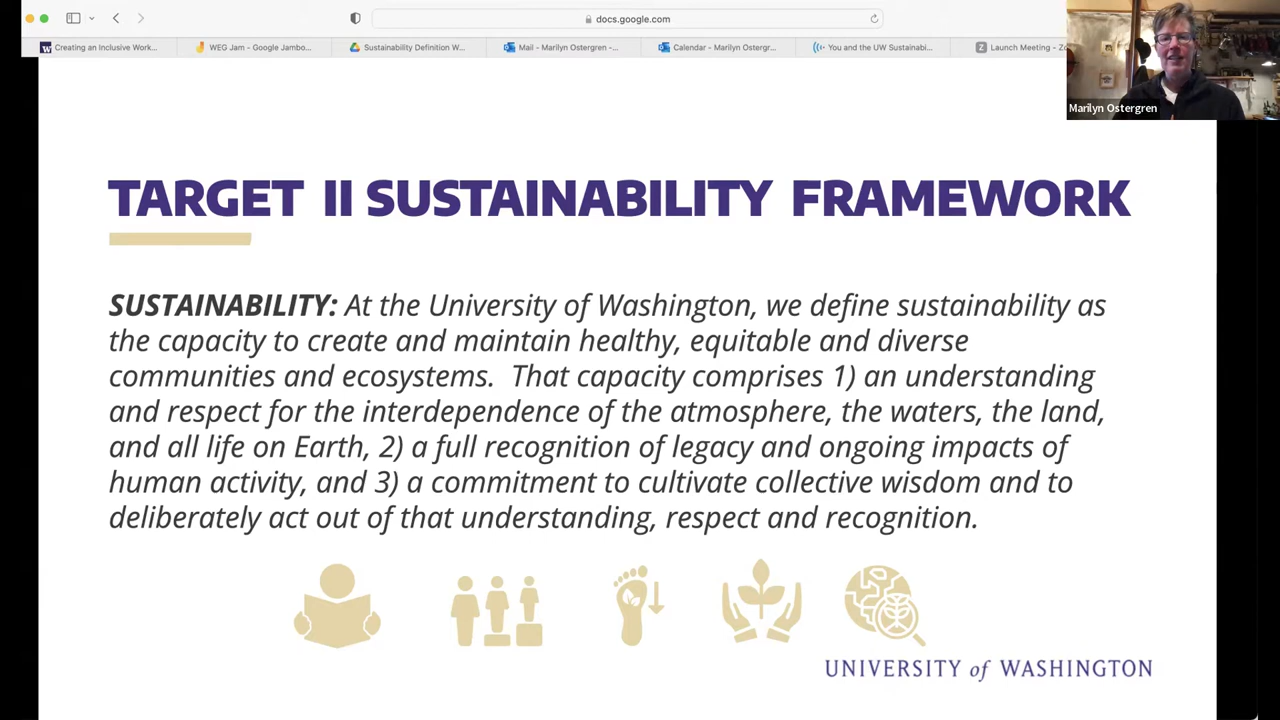 docs.google.com
Creating an Inclusive Work...
WEG Jam - Google Jambo...
Sustainability Definition W...
Mail - Marilyn Ostergren -...
Calendar - Marilyn Ostergr...
You and the UW Sustainabi...
Launch Meeting - Zo
Marilyn Ostergren
TARGET II SUSTAINABILITY FRAMEWORK
SUSTAINABILITY: At the University of Washington, we define sustainability as
the capacity to create and maintain healthy, equitable and diverse
communities and ecosystems. That capacity comprises 1) an understanding
and respect for the interdependence of the atmosphere, the waters, the land,
and all life on Earth, 2) a full recognition of legacy and ongoing impacts of
human activity, and 3) a commitment to cultivate collective wisdom and to
deliberately act out of that understanding, respect and recognition.
UNIVERSITY of WASHINGTON